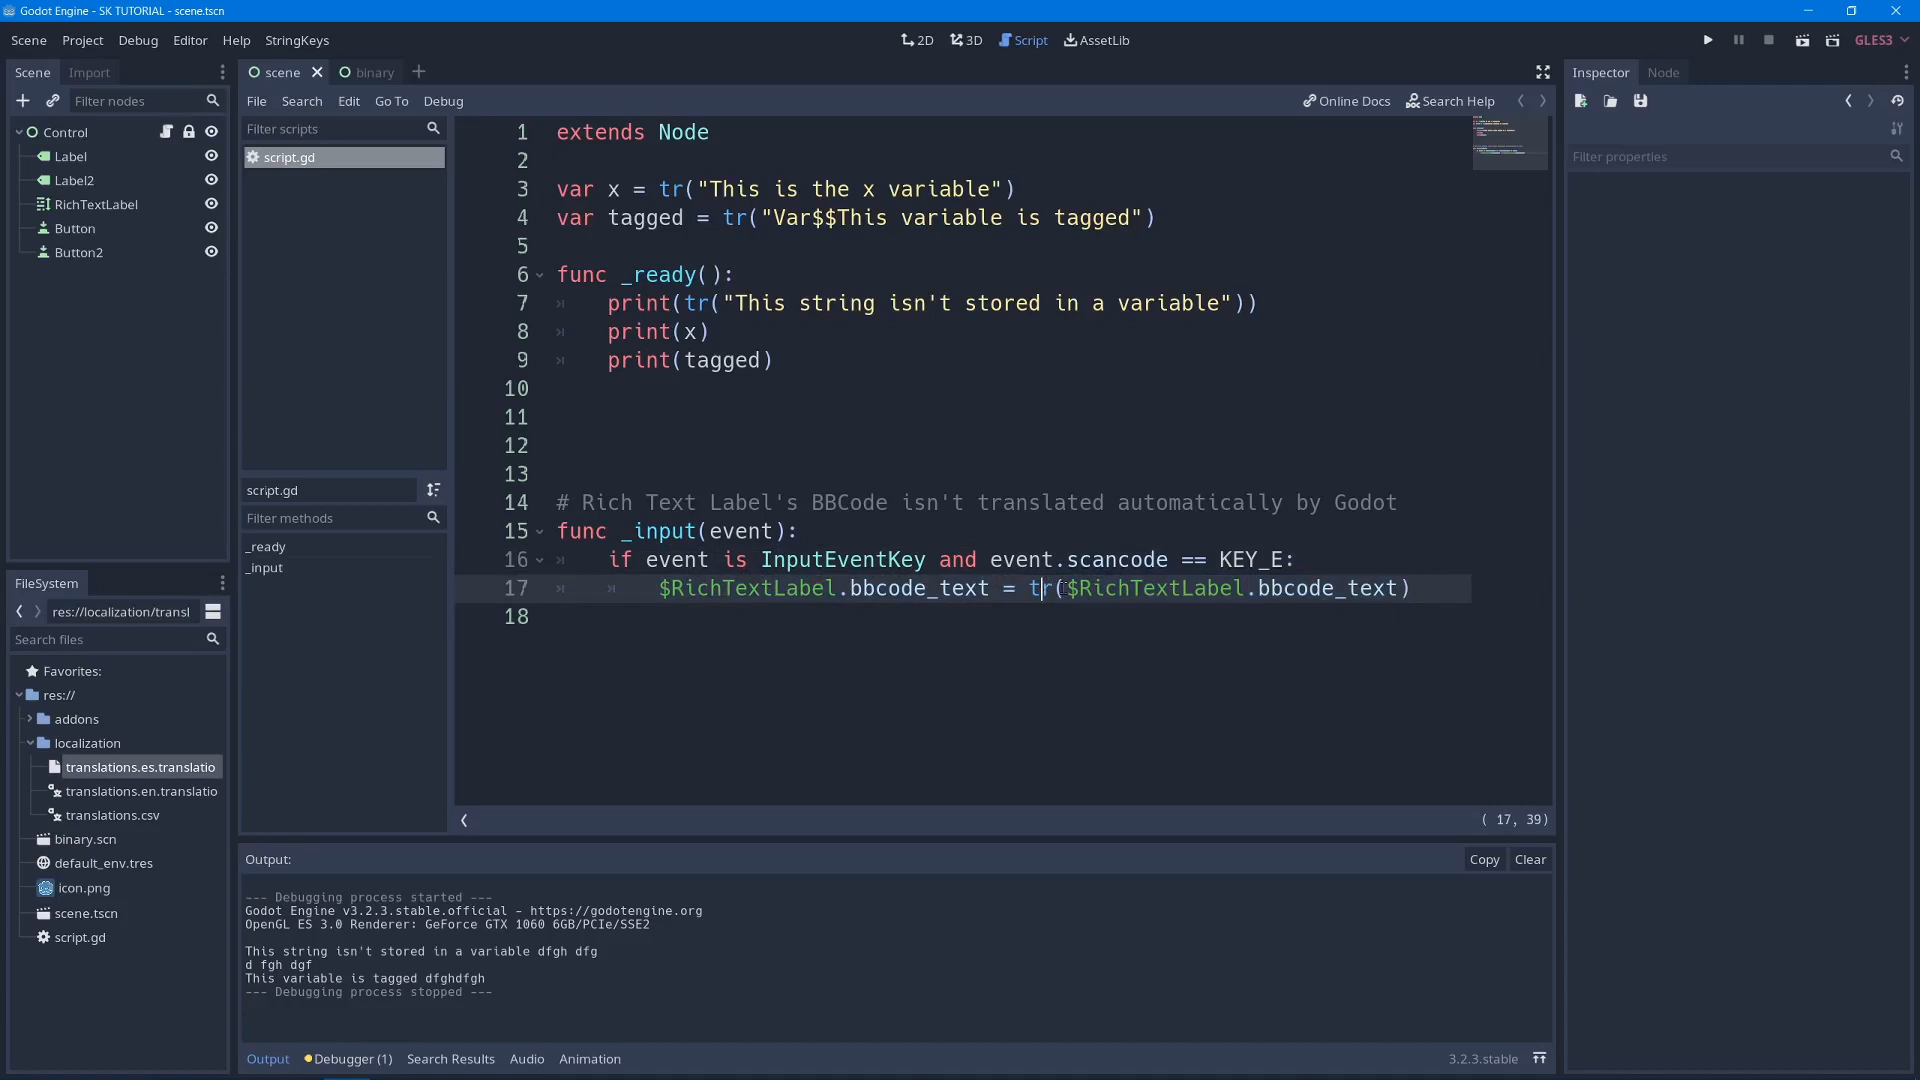 Godot Engine - SK TUTORIAL - scene.tscn
Scene Project Debug Editor Help StringKeys
2D 3D Script AssetLib
GLES3
Scene Import
Filter nodes
Control
Label
Label2
RichTextLabel
Button
Button2
FileSystem
res://localization/transl
Search files
Favorites:
res://
addons
localization
translations.es.translatio
translations.en.translatio
translations.csv
binary.scn
default_env.tres
icon.png
scene.tscn
script.gd
scene binary
File Search Edit Go To Debug
Online Docs Search Help
Filter scripts
script.gd
script.gd
Filter methods
_ready
_input
1 extends Node
2
3 var x = tr("This is the x variable")
4 var tagged = tr("Var$$This variable is tagged")
5
6 func _ready():
7 print(tr("This string isn't stored in a variable"))
8 print(x)
9 print(tagged)
10
11
12
13
14 # Rich Text Label's BBCode isn't translated automatically by Godot
15 func _input(event):
16 if event is InputEventKey and event.scancode == KEY_E:
17 $RichTextLabel.bbcode_text = tr($RichTextLabel.bbcode_text)
18
( 17, 39)
Output:
Copy Clear
--- Debugging process started ---
Godot Engine v3.2.3.stable.official - https://godotengine.org
OpenGL ES 3.0 Renderer: GeForce GTX 1060 6GB/PCIe/SSE2
This string isn't stored in a variable dfgh dfg
d fgh dgf
This variable is tagged dfghdfgh
--- Debugging process stopped ---
Output Debugger (1) Search Results Audio Animation
3.2.3.stable
Inspector Node
Filter properties